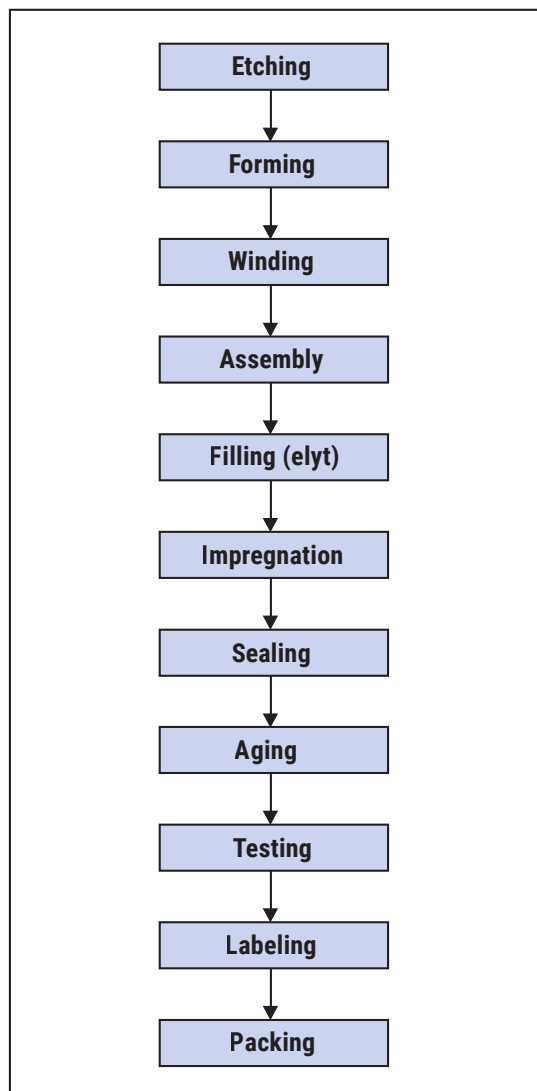 Etching
Forming
Winding
Assembly
Filling (elyt)
Impregnation
Sealing
Aging
Testing
Labeling
Packing